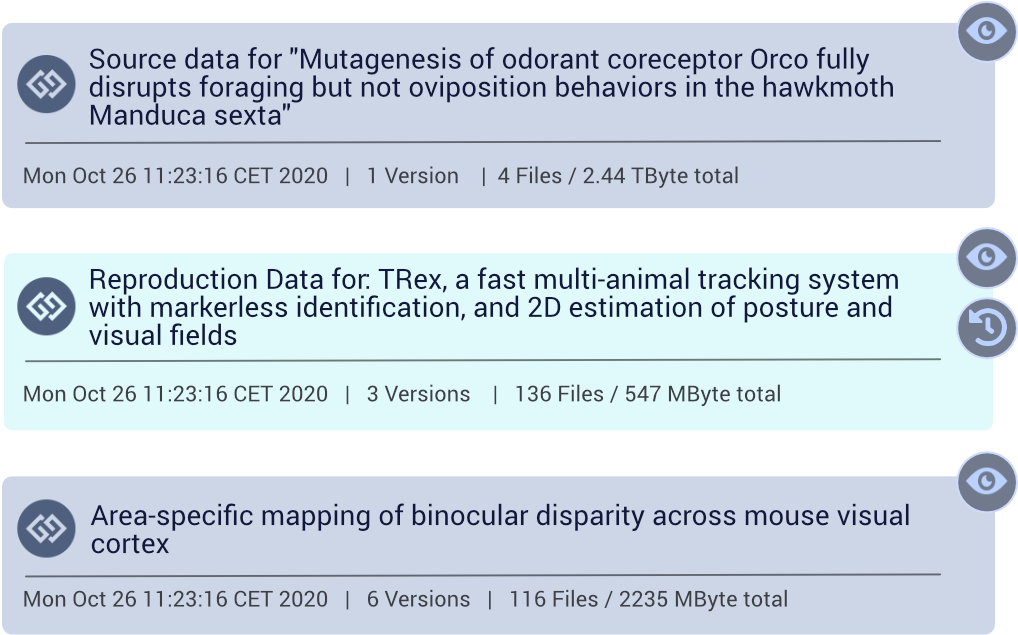 Source data for "Mutagenesis of odorant coreceptor Orco fully
disrupts foraging but not oviposition behaviors in the hawkmoth
Manduca sexta"
Mon Oct 26 11:23:16 CET 2020 | 1 Version | 4 Files / 2.44 TByte total
Reproduction Data for: TRex, a fast multi-animal tracking system
with markerless identification, and 2D estimation of posture and
visual fields
Mon Oct 26 11:23:16 CET 2020 | 3 Versions | 136 Files / 547 MByte total
Area-specific mapping of binocular disparity across mouse visual
cortex
Mon Oct 26 11:23:16 CET 2020 | 6 Versions | 116 Files / 2235 MByte total